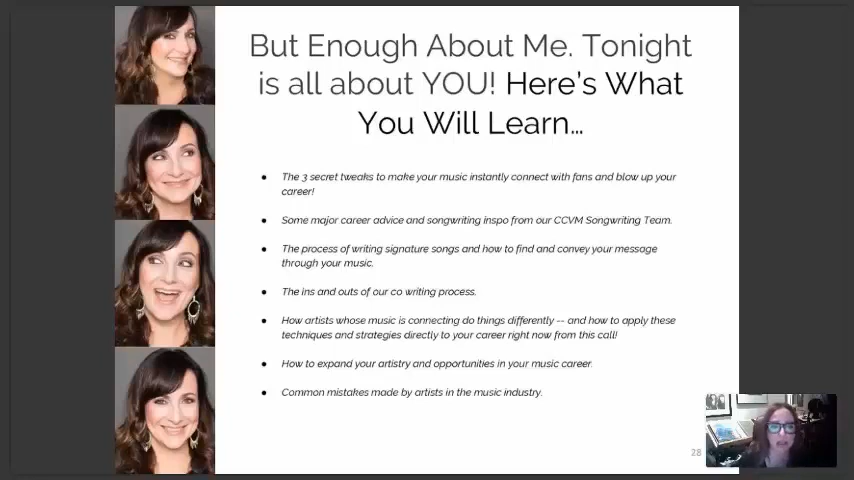 But Enough About Me. Tonight
is all about YOU! Here's What
You Will Learn...
● The 3 secret tweaks to make your music instantly connect with fans and blow up your
career!
● Some major career advice and songwriting inspo from our CCVM Songwriting Team.
● The process of writing signature songs and how to find and convey your message
through your music.
● The ins and outs of our co writing process.
● How artists whose music is connecting do things differently -- and how to apply these
techniques and strategies directly to your career right now from this call!
● How to expand your artistry and opportunities in your music career.
● Common mistakes made by artists in the music industry.
28